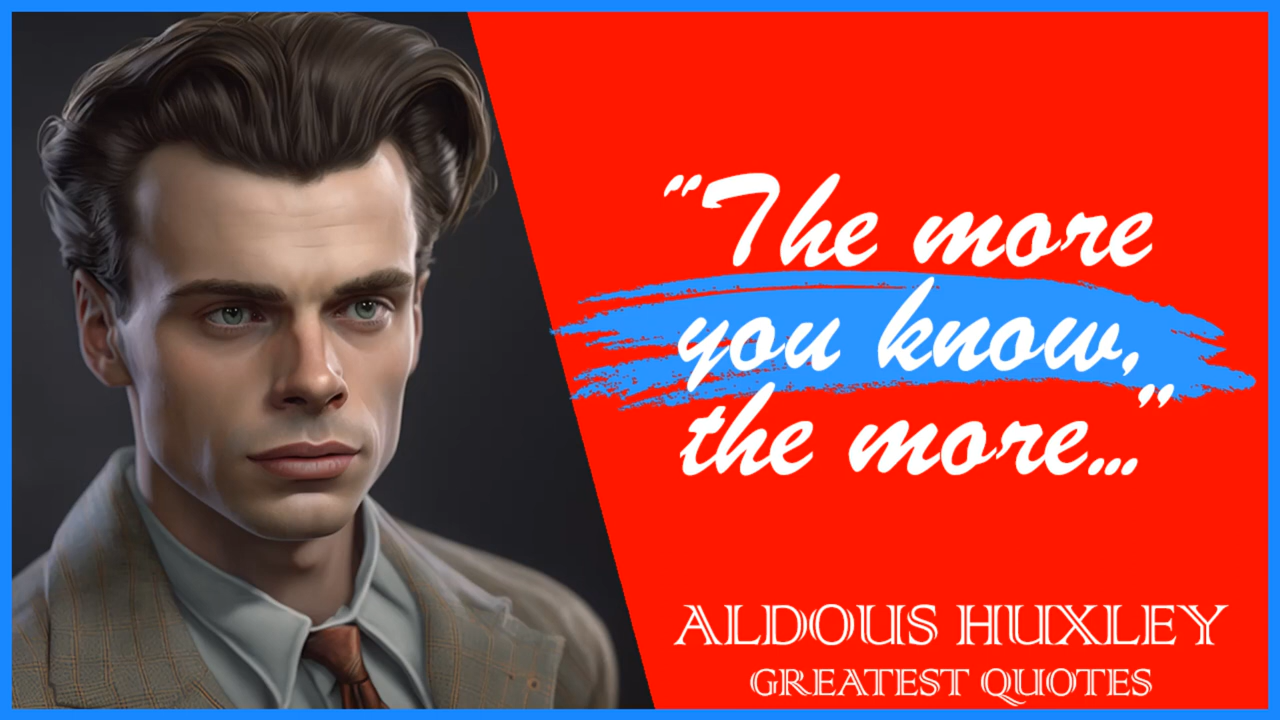 "The more
you know,
the more..."
ALDOUS HUXLEY
GREATEST QUOTES